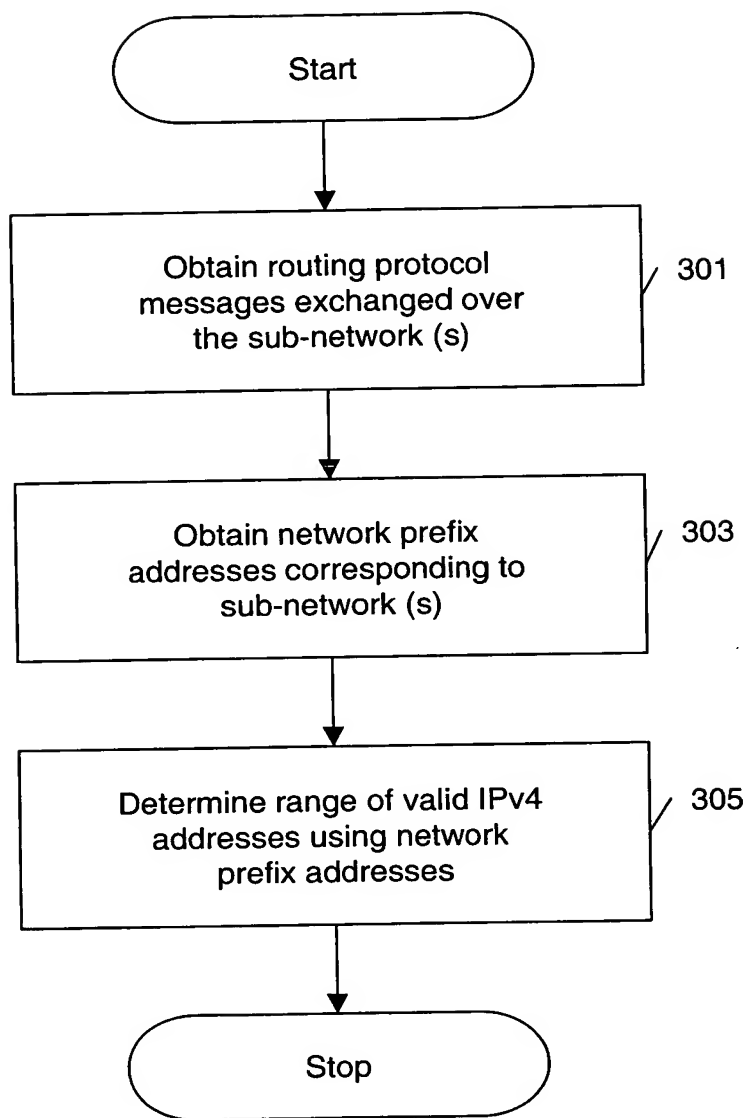 Start
Obtain routing protocol
messages exchanged over
the sub-network (s)
301
Obtain network prefix
addresses corresponding to
sub-network (s)
303
Determine range of valid IPv4
addresses using network
prefix addresses
305
Stop